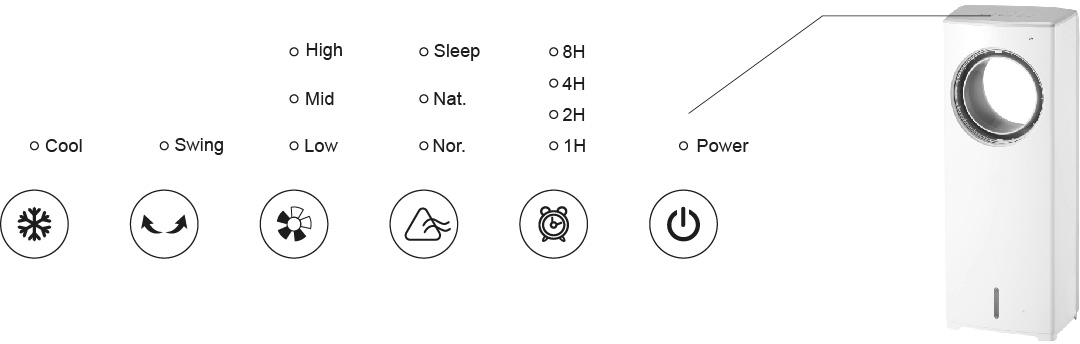 High Sleep 8H
4H
Mid Nat.
2H
Cool Swing Low Nor. 1H Power